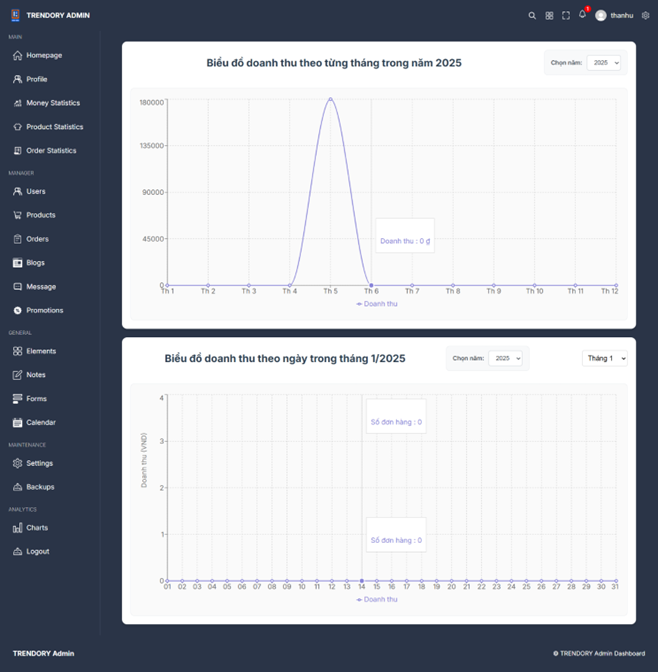 TRENDORY ADMIN
1
thanhu
MAIN
Homepage
Profile
Money Statistics
Product Statistics
Order Statistics
MANAGER
Users
Products
Orders
Blogs
Message
Promotions
GENERAL
Elements
Notes
Forms
Calendar
MAINTENANCE
Settings
Backups
ANALYTICS
Charts
Logout
Biểu đồ doanh thu theo từng tháng trong năm 2025
Chọn năm: 2025
180000
135000
90000
45000
0
Doanh thu : 0 ₫
Th 1 Th 2 Th 3 Th 4 Th 5 Th 6 Th 7 Th 8 Th 9 Th 10 Th 11 Th 12
Doanh thu
Biểu đồ doanh thu theo ngày trong tháng 1/2025
Chọn năm: 2025
Tháng 1
Doanh thu (VND)
4
3
2
1
0
Số đơn hàng : 0
Số đơn hàng : 0
01 02 03 04 05 06 07 08 09 10 11 12 13 14 15 16 17 18 19 20 21 22 23 24 25 26 27 28 29 30 31
Doanh thu
TRENDORY Admin
© TRENDORY Admin Dashboard